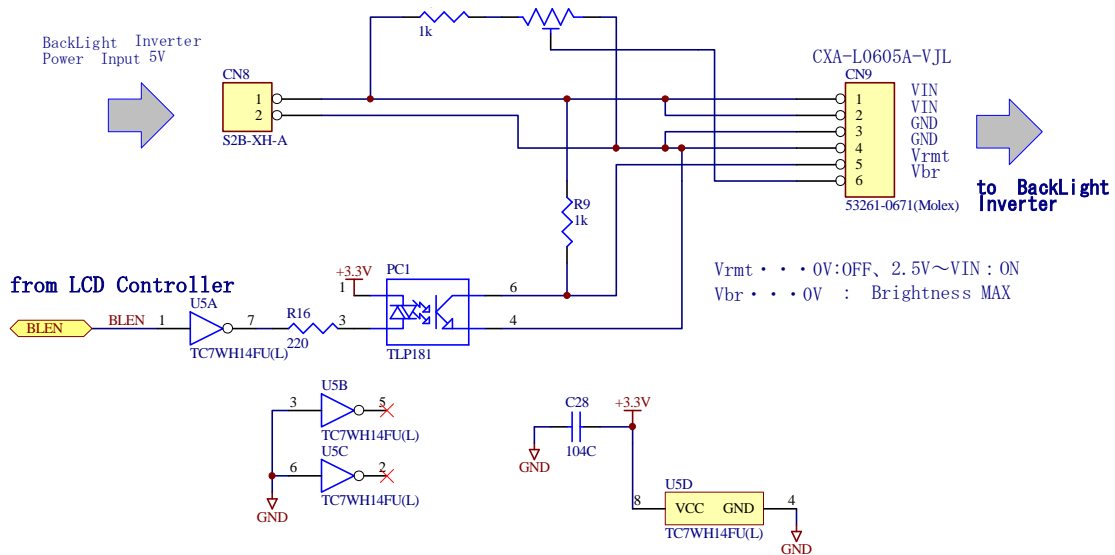 1k
BackLight Inverter
Power Input 5V
CXA-L0605A-VJL
CN8
CN9
1
2
S2B-XH-A
1
2
3
4
5
6
VIN
VIN
GND
GND
Vrmt
Vbr
53261-0671(Molex)
to BackLight
Inverter
R9
1k
Vrmt・・・0V:OFF、2.5V～VIN：ON
Vbr・・・0V : Brightness MAX
from LCD Controller
+3.3V
PC1
1
6
3
4
TLP181
BLEN
BLEN
1
U5A
7
TC7WH14FU(L)
R16
220
U5B
3
5
TC7WH14FU(L)
U5C
6
2
TC7WH14FU(L)
GND
C28
104C
GND
+3.3V
U5D
8
VCC GND
4
TC7WH14FU(L)
GND